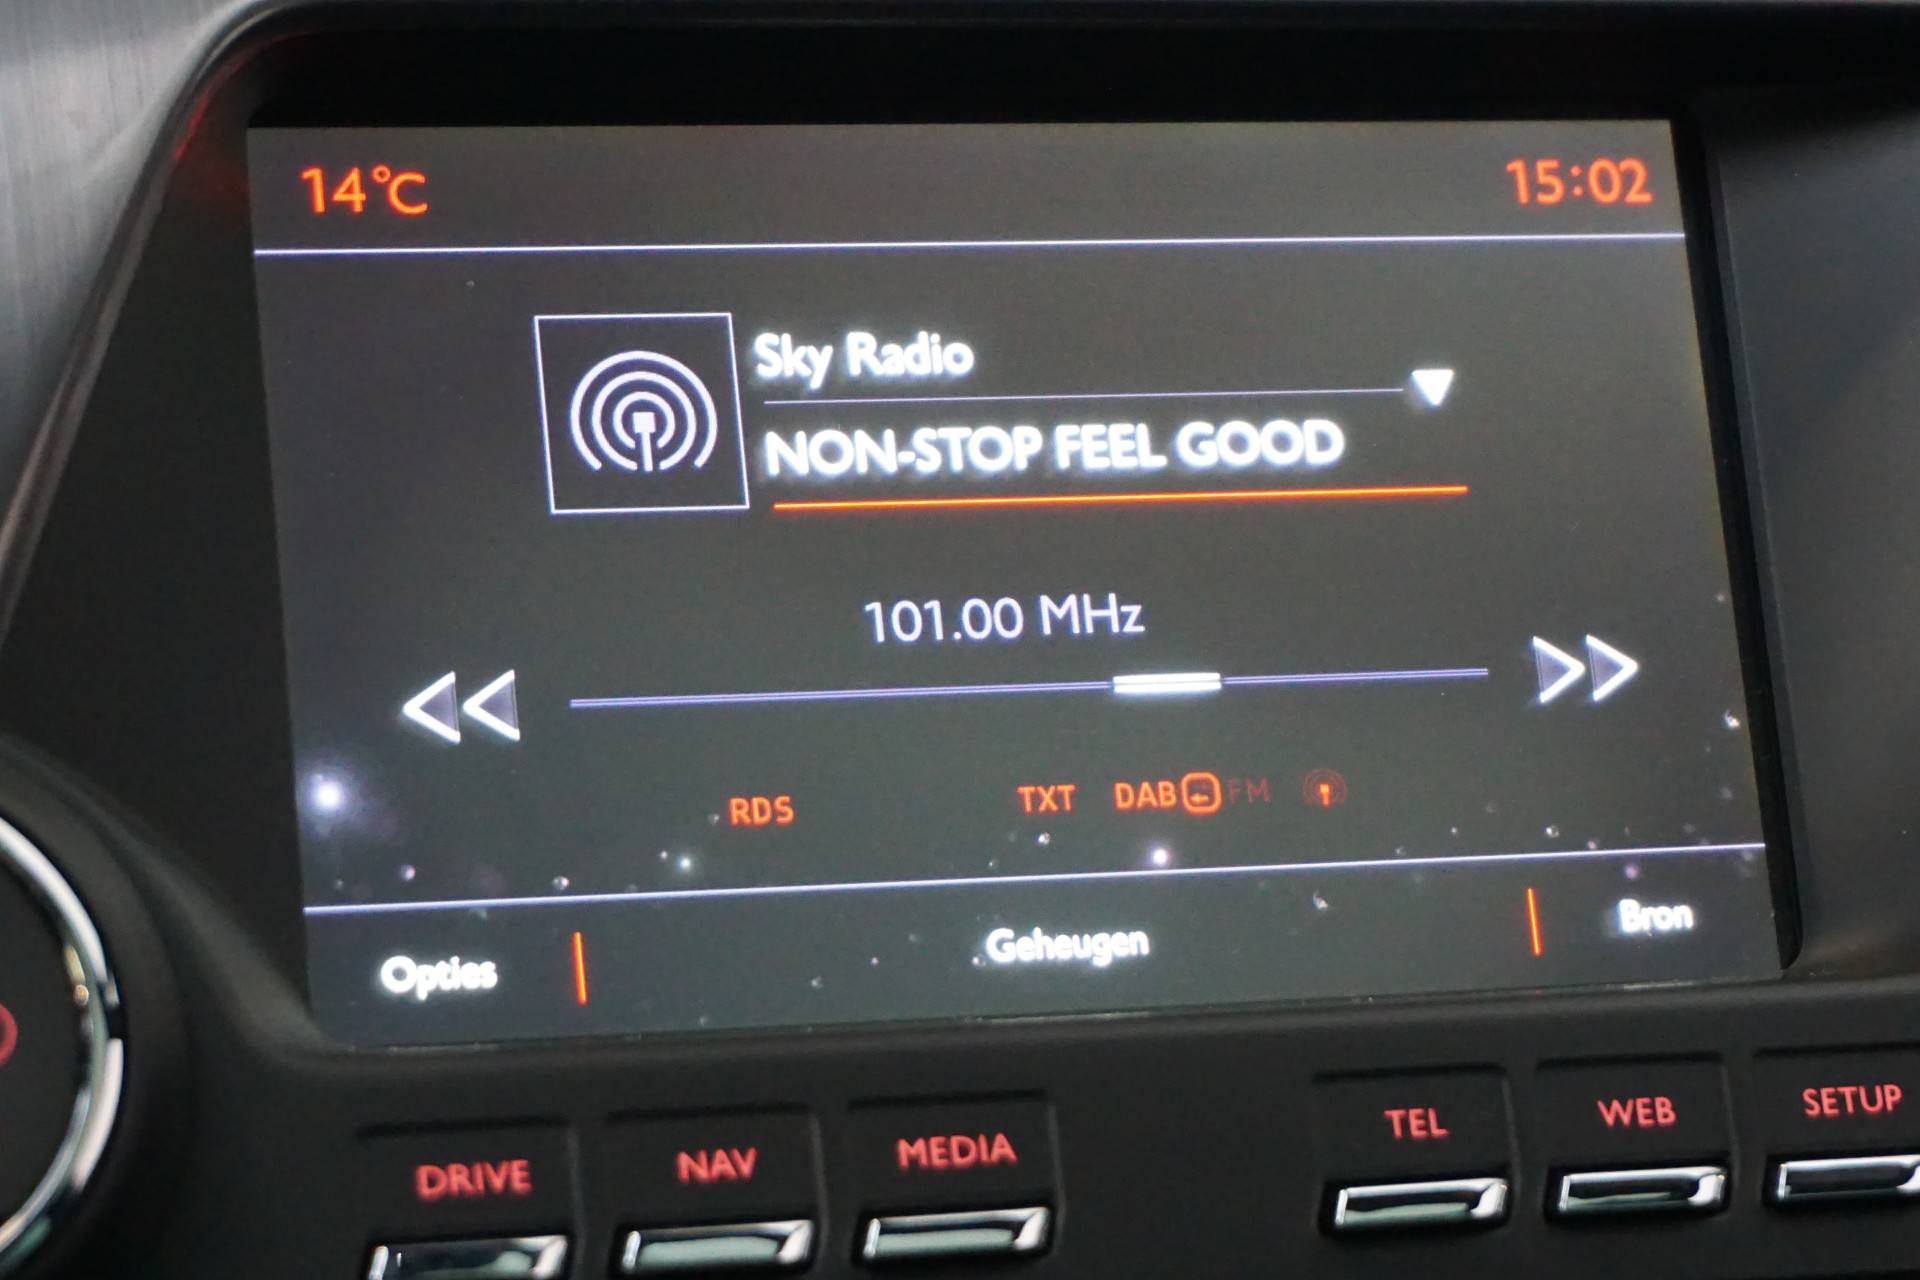 14°C
15:02
Sky Radio
NON-STOP FEEL GOOD
101.00 MHz
RDS
TXT
DAB
FM
Opties
Geheugen
Bron
DRIVE
NAV
MEDIA
TEL
WEB
SETUP